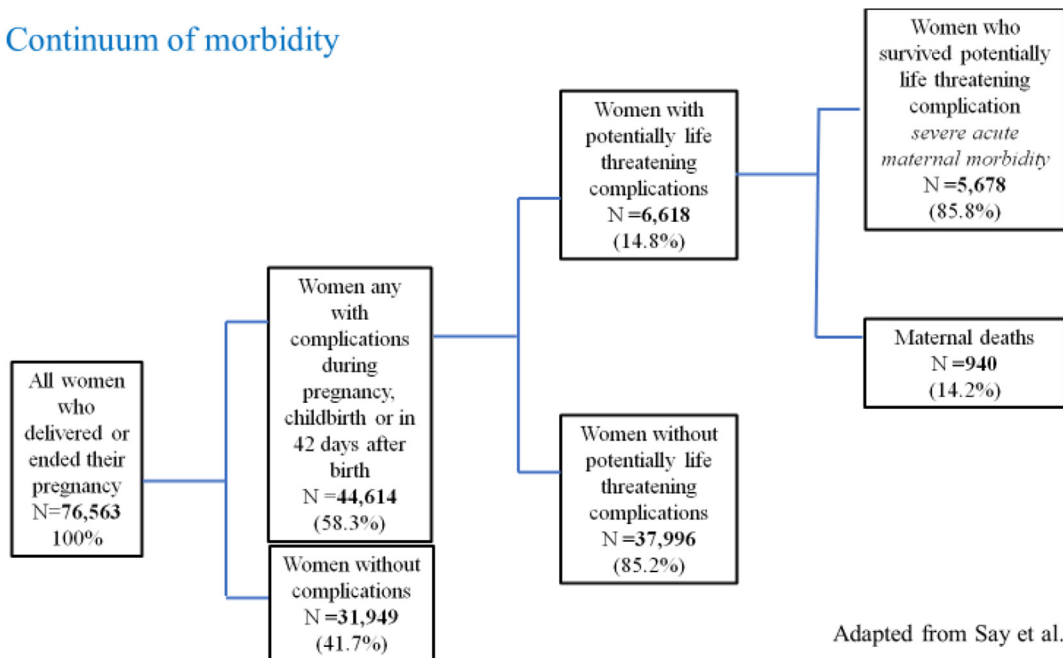 Continuum of morbidity
All women
who
delivered or
ended their
pregnancy
N=76,563
100%
Women any
with
complications
during
pregnancy,
childbirth or in
42 days after
birth
N =44,614
(58.3%)
Women without
complications
N =31,949
(41.7%)
Women with
potentially life
threatening
complications
N =6,618
(14.8%)
Women without
potentially life
threatening
complications
N =37,996
(85.2%)
Women who
survived potentially
life threatening
complication
severe acute
maternal morbidity
N =5,678
(85.8%)
Maternal deaths
N =940
(14.2%)
Adapted from Say et al.